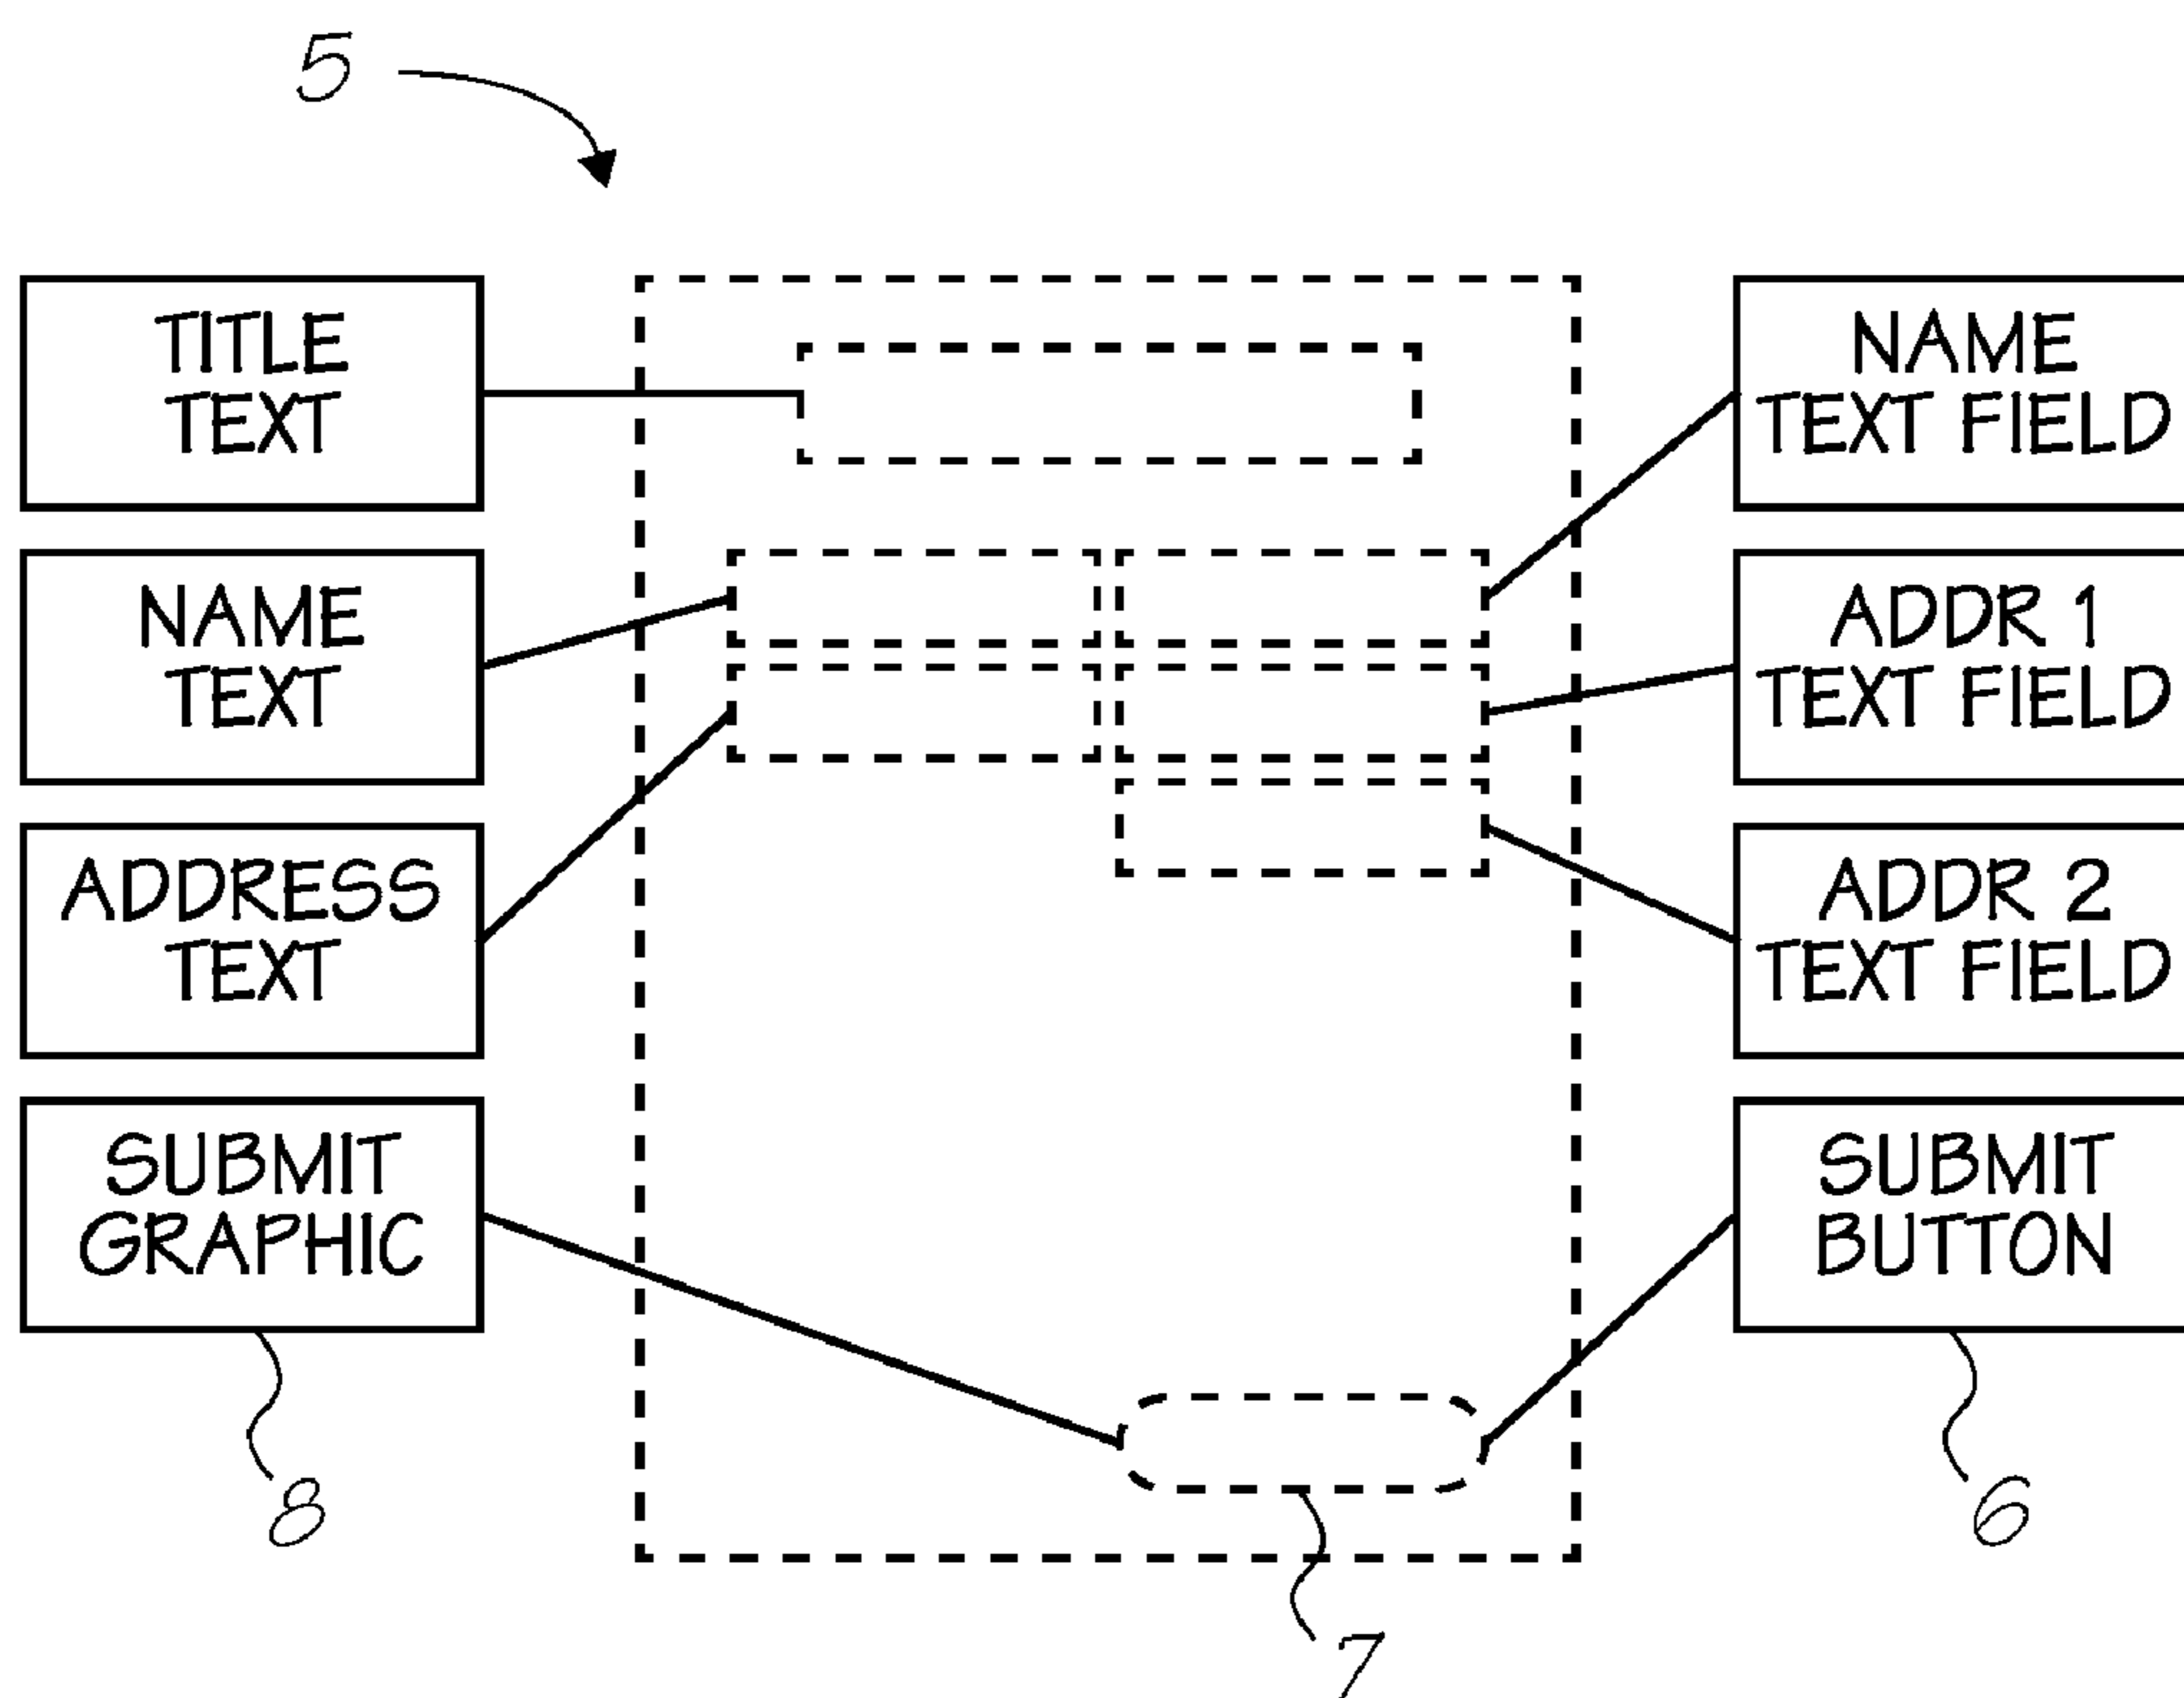 5
TITLE
TEXT
NAME
TEXT FIELD
NAME
TEXT
ADDR 1
TEXT FIELD
ADDRESS
TEXT
ADDR 2
TEXT FIELD
SUBMIT
GRAPHIC
SUBMIT
BUTTON
8
6
7